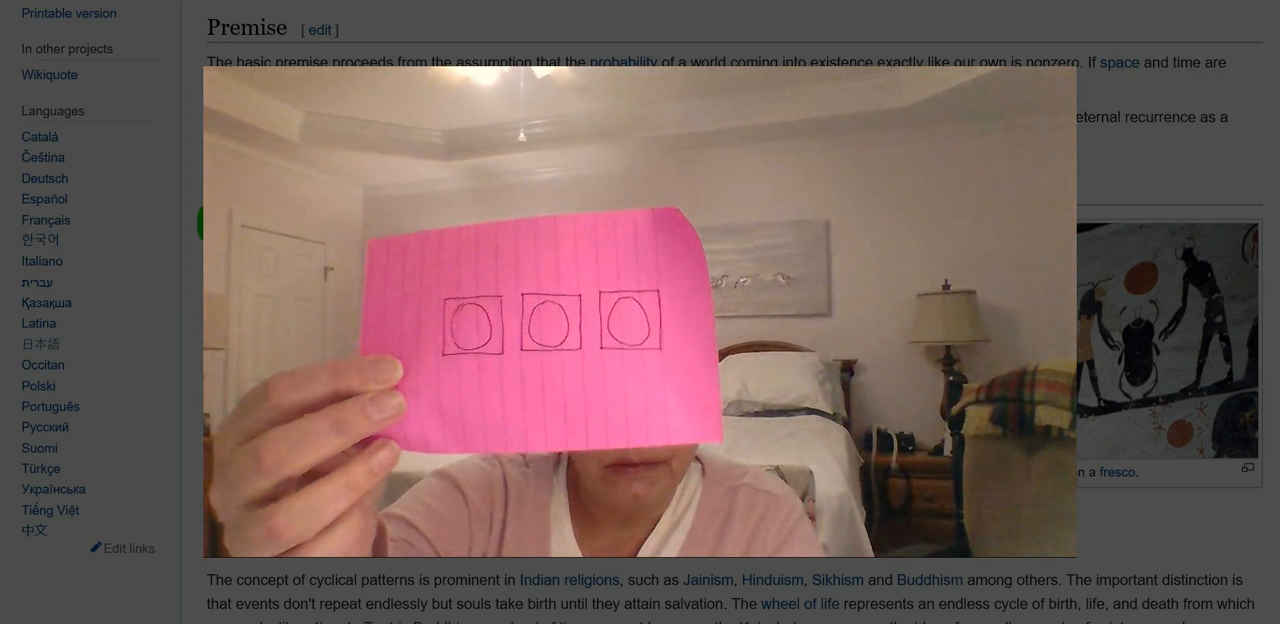 Printable version
In other projects
Wikiquote
Languages
Català
Čeština
Deutsch
Español
Français
한국어
Italiano
עברית
Қазақша
Latina
日本語
Occitan
Polski
Português
Русский
Suomi
Türkçe
Українська
Tiếng Việt
中文
Edit links
Premise [ edit ]
The basic premise proceeds from the assumption that the probability of a world coming into existence exactly like our own is nonzero. If space and time are
eternal recurrence as a
n a fresco.
The concept of cyclical patterns is prominent in Indian religions, such as Jainism, Hinduism, Sikhism and Buddhism among others. The important distinction is
that events don't repeat endlessly but souls take birth until they attain salvation. The wheel of life represents an endless cycle of birth, life, and death from which